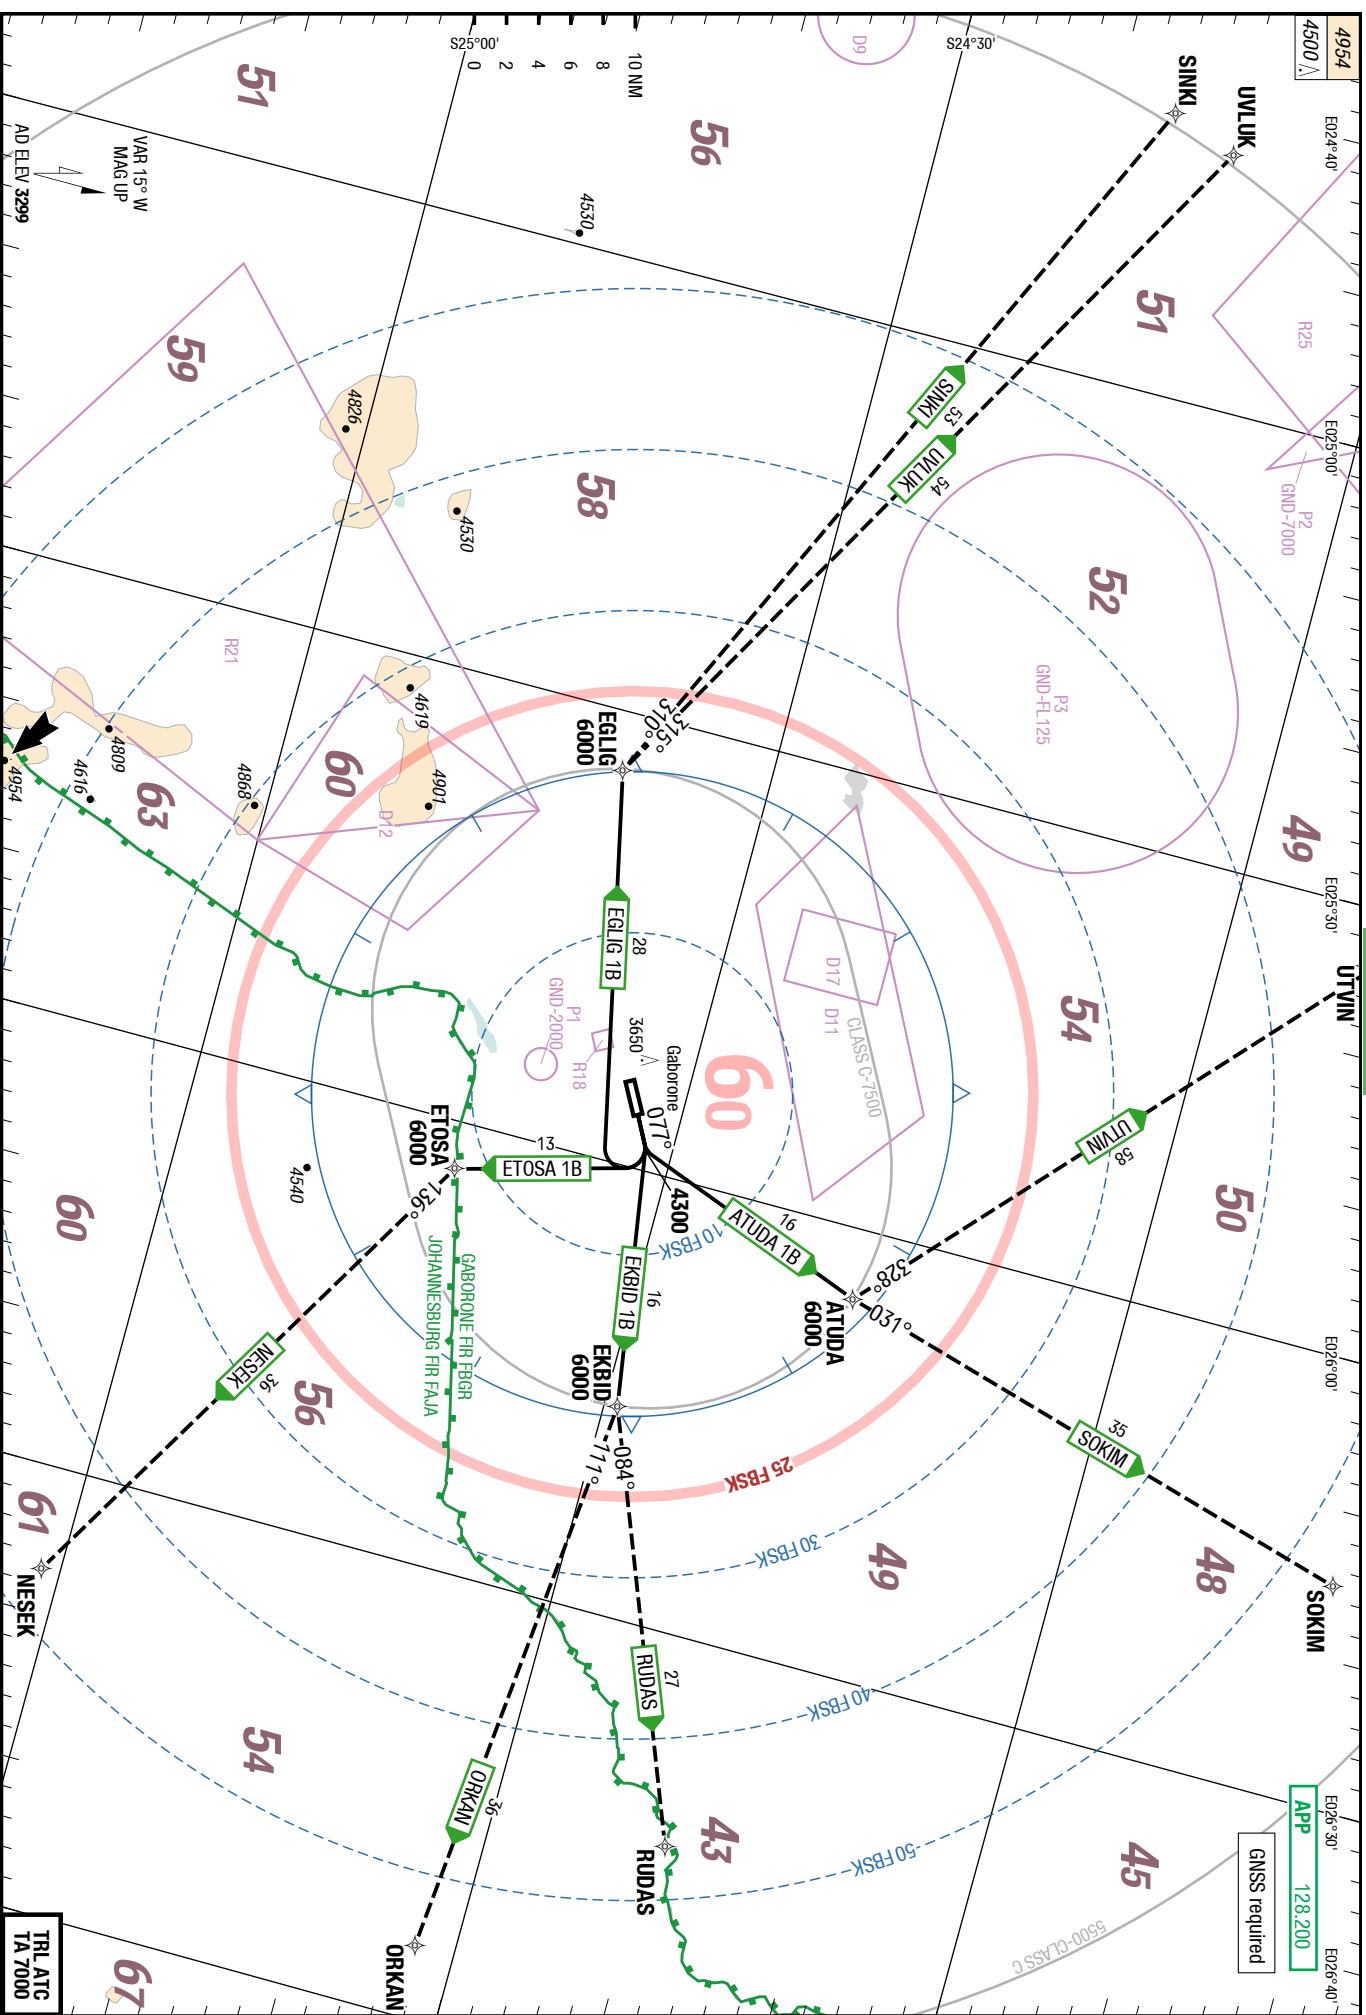 4954
4500
S25°00'
S24°30'
0
2
4
6
8
10 NM
E024°40'
E025°00'
E025°30'
E026°00'
E026°30'
E026°40'
VAR 15° W
MAG UP
AD ELEV 3299
D9
SINKI
UVLUK
51
56
51
59
58
52
49
R25
P2
GND-7000
P3
GND-FL125
4530
4826
4530
SINKI
53
UVLUK
54
R21
4619
4901
4809
4616
4868
4954
60
63
D12
310°
315°
EGLIG
6000
EGLIG 1B
28
UTVIN
54
D17
D11
CLASS C-7500
P1
GND-2000
R18
3650
Gaborone
60
077°
4300
ETOSA
6000
13
ETOSA 1B
136°
4540
16
ATUDA 1B
10 FBSK
EKBID 1B
16
EKBID
6000
ATUDA
6000
328°
031°
UTVIN
58
50
60
GABORONE FIR FBGR
JOHANNESBURG FIR FAJA
NESEK
36
56
61
NESEK
084°
111°
25 FBSK
30 FBSK
40 FBSK
50 FBSK
35
SOKIM
SOKIM
48
49
RUDAS
27
RUDAS
43
45
54
ORKAN
36
ORKAN
67
5500-CLASS C
APP 128.200
GNSS required
TRL ATC
TA 7000